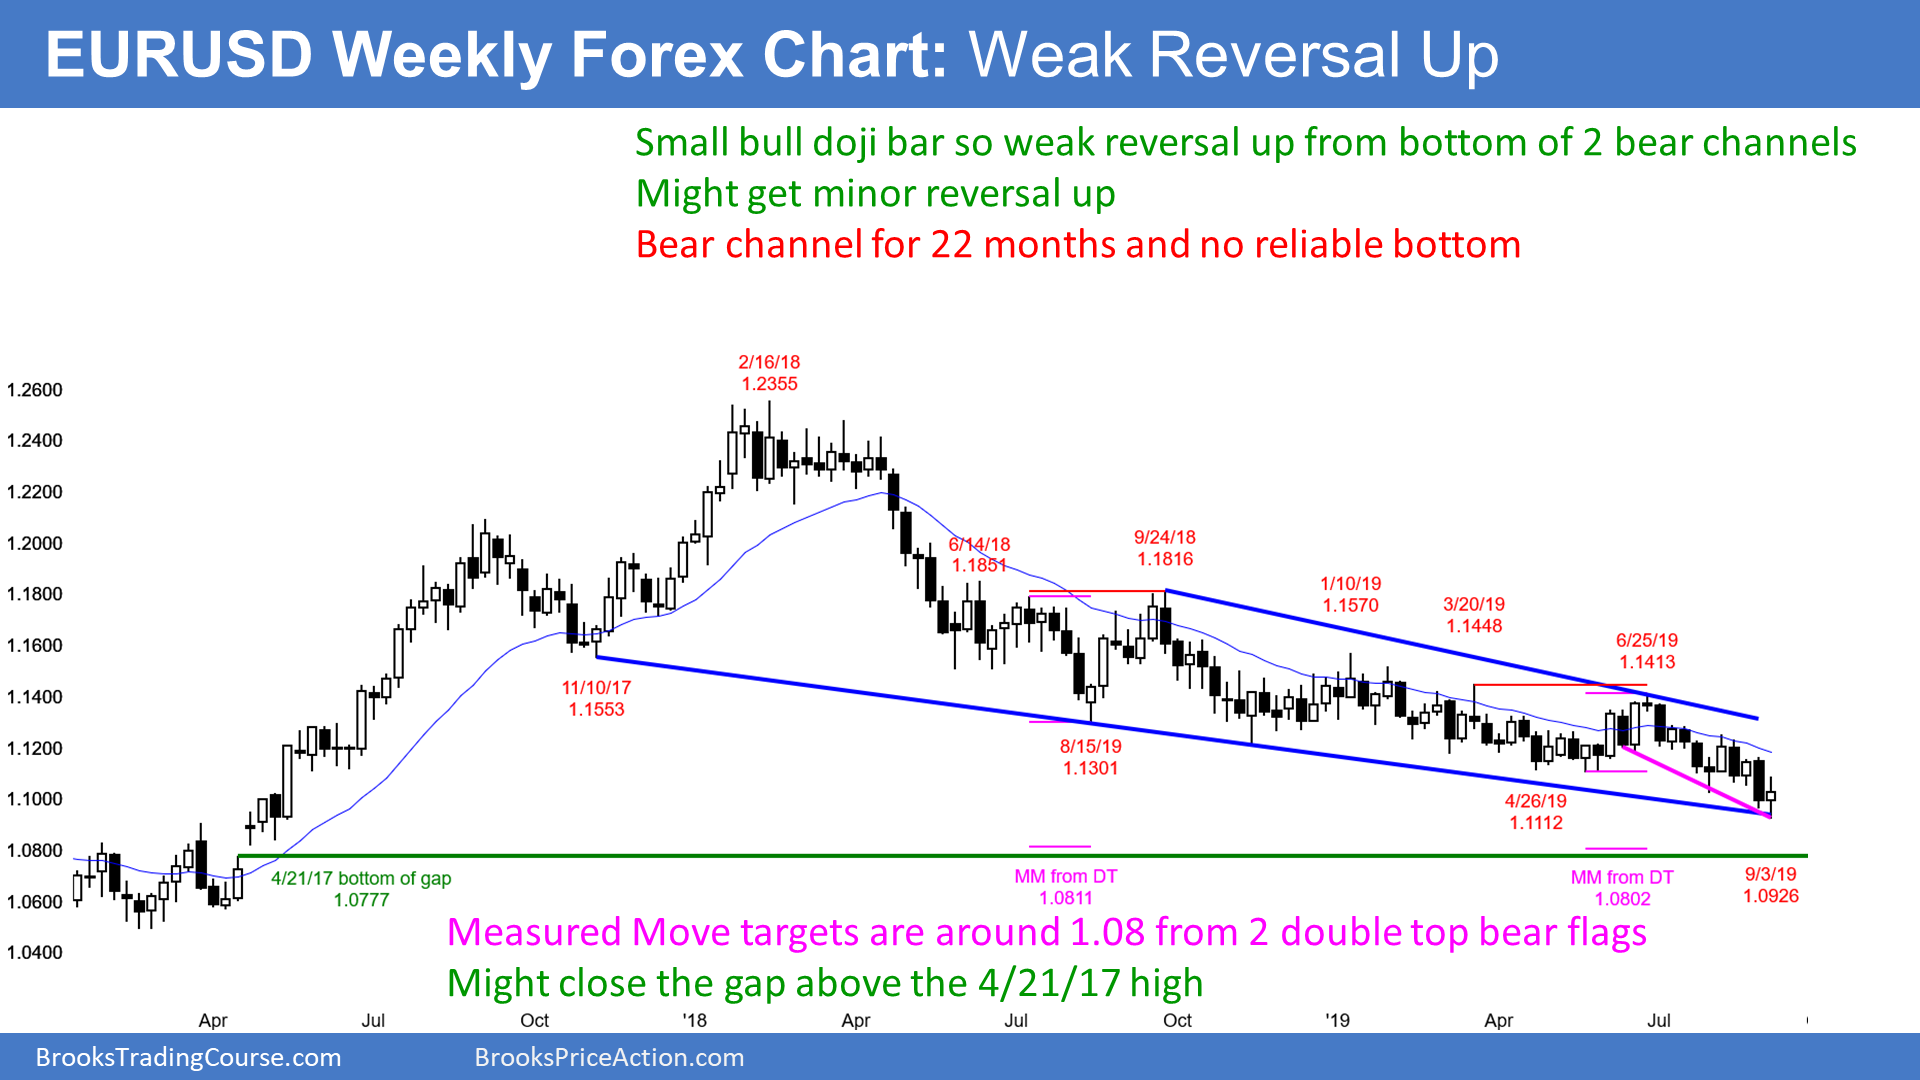 EURUSD Weekly Forex Chart: Weak Reversal Up
Small bull doji bar so weak reversal up from bottom of 2 bear channels
Might get minor reversal up
Bear channel for 22 months and no reliable bottom
2/16/18
1.2355
1.2600
1.2400
1.2200
1.2000
1.1800
1.1600
1.1400
1.1200
1.1000
1.0800
1.0600
1.0400
6/14/18
1.1851
9/24/18
1.1816
1/10/19
1.1570
3/20/19
1.1448
6/25/19
1.1413
11/10/17
1.1553
8/15/19
1.1301
4/26/19
1.1112
4/21/17 bottom of gap
1.0777
MM from DT
1.0811
MM from DT
1.0802
9/3/19
1.0926
Measured Move targets are around 1.08 from 2 double top bear flags
Might close the gap above the 4/21/17 high
Apr Jul Oct '18 Apr Jul Oct '19 Apr Jul
BrooksTradingCourse.com
BrooksPriceAction.com